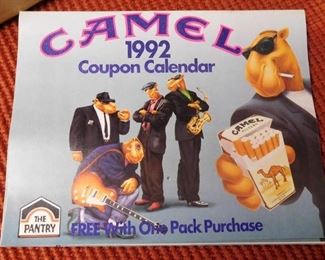 CAMEL
1992
Coupon Calendar
CAMEL
THE
PANTRY
FREE With One Pack Purchase